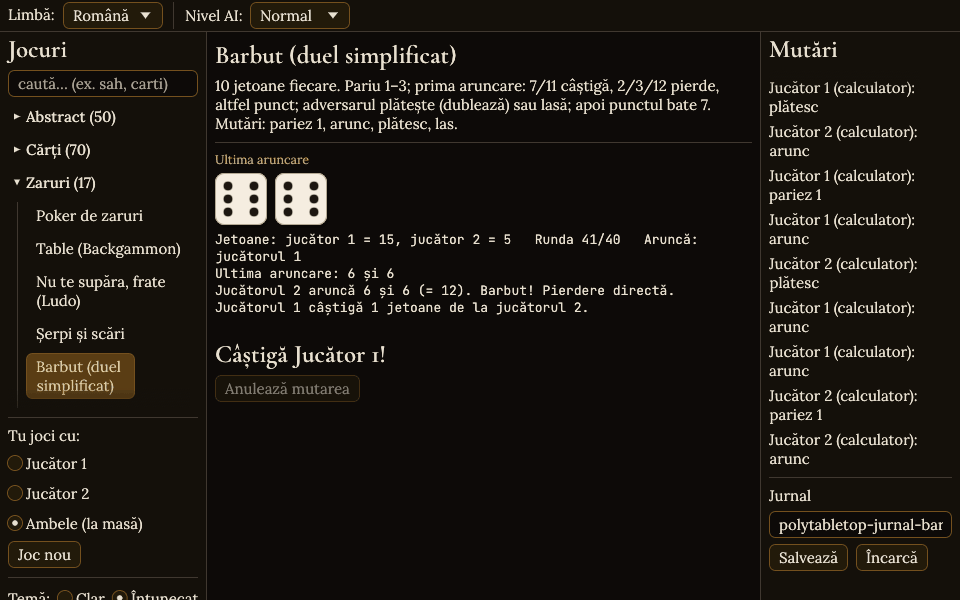 Limbă: Română Nivel AI: Normal
Jocuri
caută... (ex. sah, carti)
Abstract (50)
Cărți (70)
Zaruri (17)
Poker de zaruri
Table (Backgammon)
Nu te supăra, frate
(Ludo)
Șerpi și scări
Barbut (duel
simplificat)
Tu joci cu:
Jucător 1
Jucător 2
Ambele (la masă)
Joc nou
Temă: Clar Întunecat
Barbut (duel simplificat)
10 jetoane fiecare. Pariu 1–3; prima aruncare: 7/11 câștigă, 2/3/12 pierde,
altfel punct; adversarul plătește (dublează) sau lasă; apoi punctul bate 7.
Mutări: pariez 1, arunc, plătesc, las.
Ultima aruncare
Jetoane: jucător 1 = 15, jucător 2 = 5 Runda 41/40 Aruncă:
jucătorul 1
Ultima aruncare: 6 și 6
Jucătorul 2 aruncă 6 și 6 (= 12). Barbut! Pierdere directă.
Jucătorul 1 câștigă 1 jetoane de la jucătorul 2.
Câștigă Jucător 1!
Anulează mutarea
Mutări
Jucător 1 (calculator):
plătesc
Jucător 2 (calculator):
arunc
Jucător 1 (calculator):
pariez 1
Jucător 1 (calculator):
arunc
Jucător 2 (calculator):
plătesc
Jucător 1 (calculator):
arunc
Jucător 1 (calculator):
arunc
Jucător 2 (calculator):
pariez 1
Jucător 2 (calculator):
arunc
Jurnal
polytabletop-jurnal-bar
Salvează Încarcă